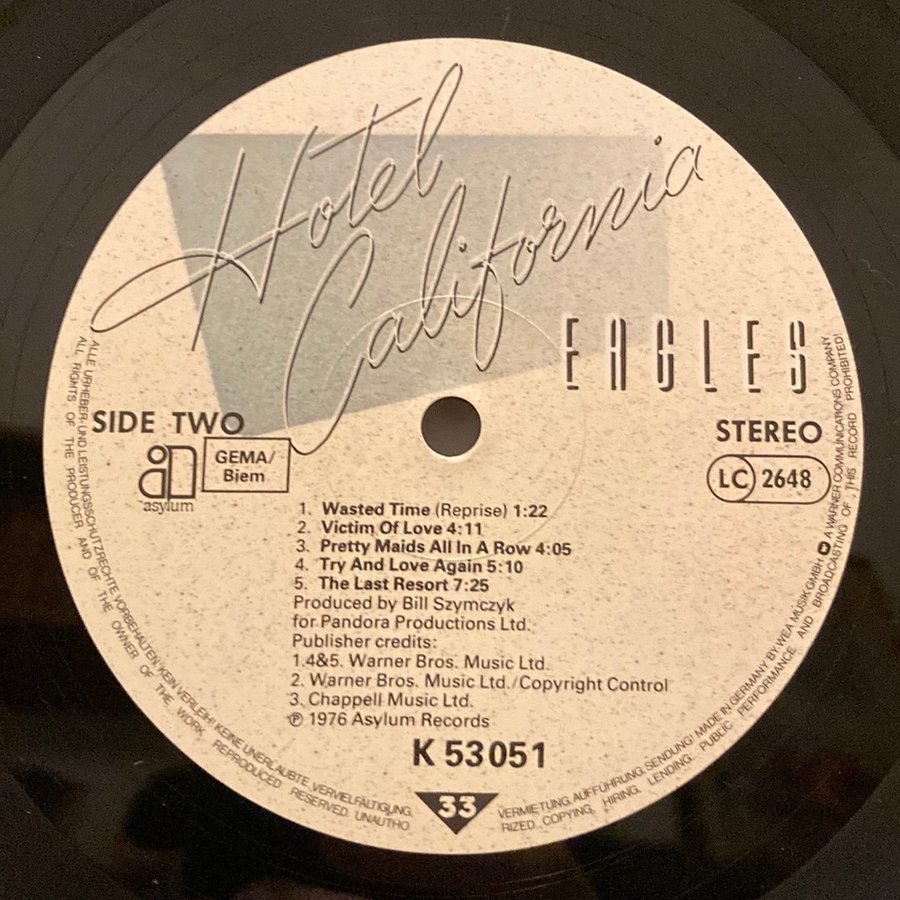 Hotel
California
EAGLES
SIDE TWO
STEREO
GEMA/
Biem
LC 2648
asylum
1. Wasted Time (Reprise) 1:22
2. Victim Of Love 4:11
3. Pretty Maids All In A Row 4:05
4. Try And Love Again 5:10
5. The Last Resort 7:25
Produced by Bill Szymczyk
for Pandora Productions Ltd.
Publisher credits:
1.4&5. Warner Bros. Music Ltd.
2. Warner Bros. Music Ltd./Copyright Control
3. Chappell Music Ltd.
℗ 1976 Asylum Records
K 53051
33
ALLE URHEBER- UND LEISTUNGSSCHUTZRECHTE VORBEHALTEN. KEIN VERLEIH! KEINE UNERLAUBTE VERVIELFÄLTIGUNG,
VERMIETUNG, AUFFÜHRUNG, SENDUNG! MADE IN GERMANY BY WEA MUSIK GMBH A WARNER COMMUNICATIONS COMPANY
ALL RIGHTS OF THE PRODUCER AND OF THE OWNER OF THE WORK REPRODUCED RESERVED. UNAUTHO
RIZED COPYING, HIRING, LENDING, PUBLIC PERFORMANCE AND BROADCASTING OF THIS RECORD PROHIBITED!